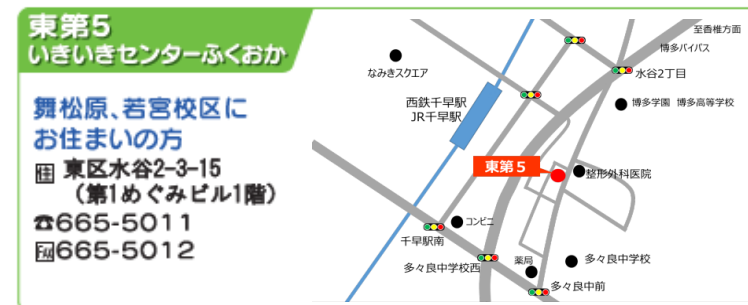 東第5
いきいきセンターふくおか
舞松原、若宮校区に
お住まいの方
住 東区水谷2-3-15
（第1めぐみビル1階）
☎665-5011
FAX665-5012
至香椎方面
博多バイパス
なみきスクエア
水谷2丁目
西鉄千早駅
JR千早駅
博多学園 博多高等学校
東第5
整形外科医院
コンビニ
千早駅南
多々良中学校西
薬局
多々良中学校
多々良中前